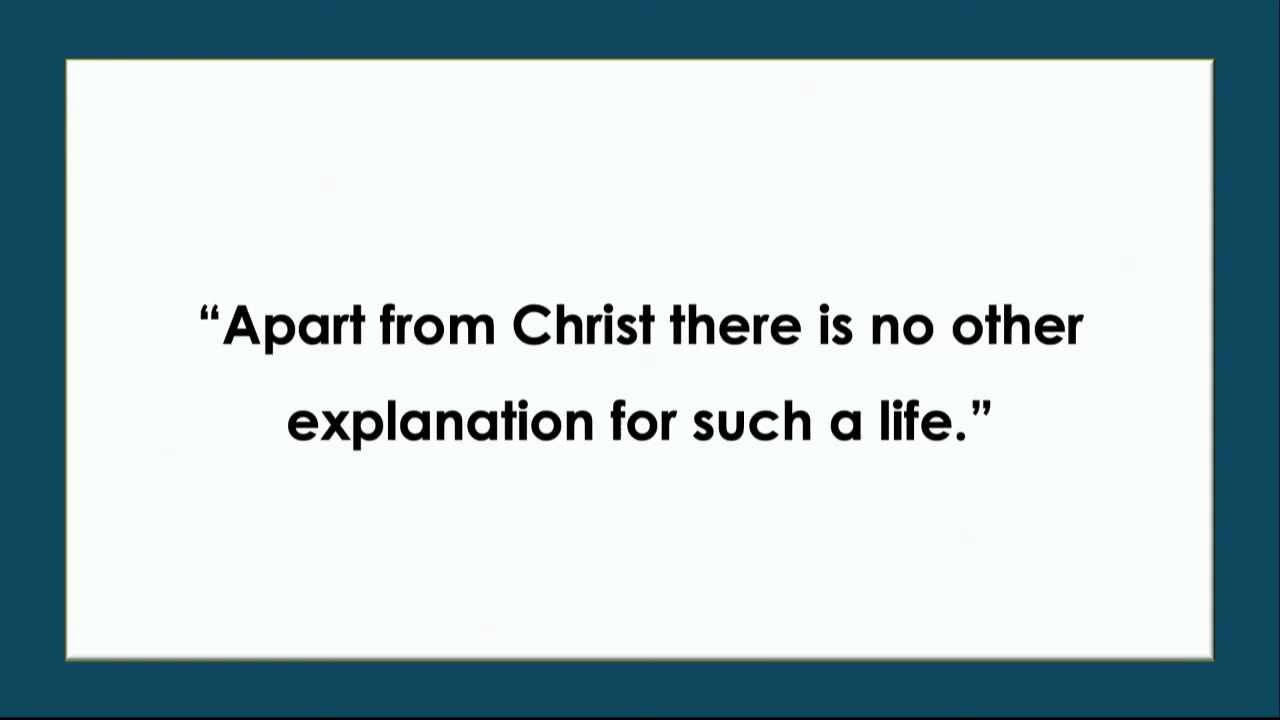 “Apart from Christ there is no other
explanation for such a life.”